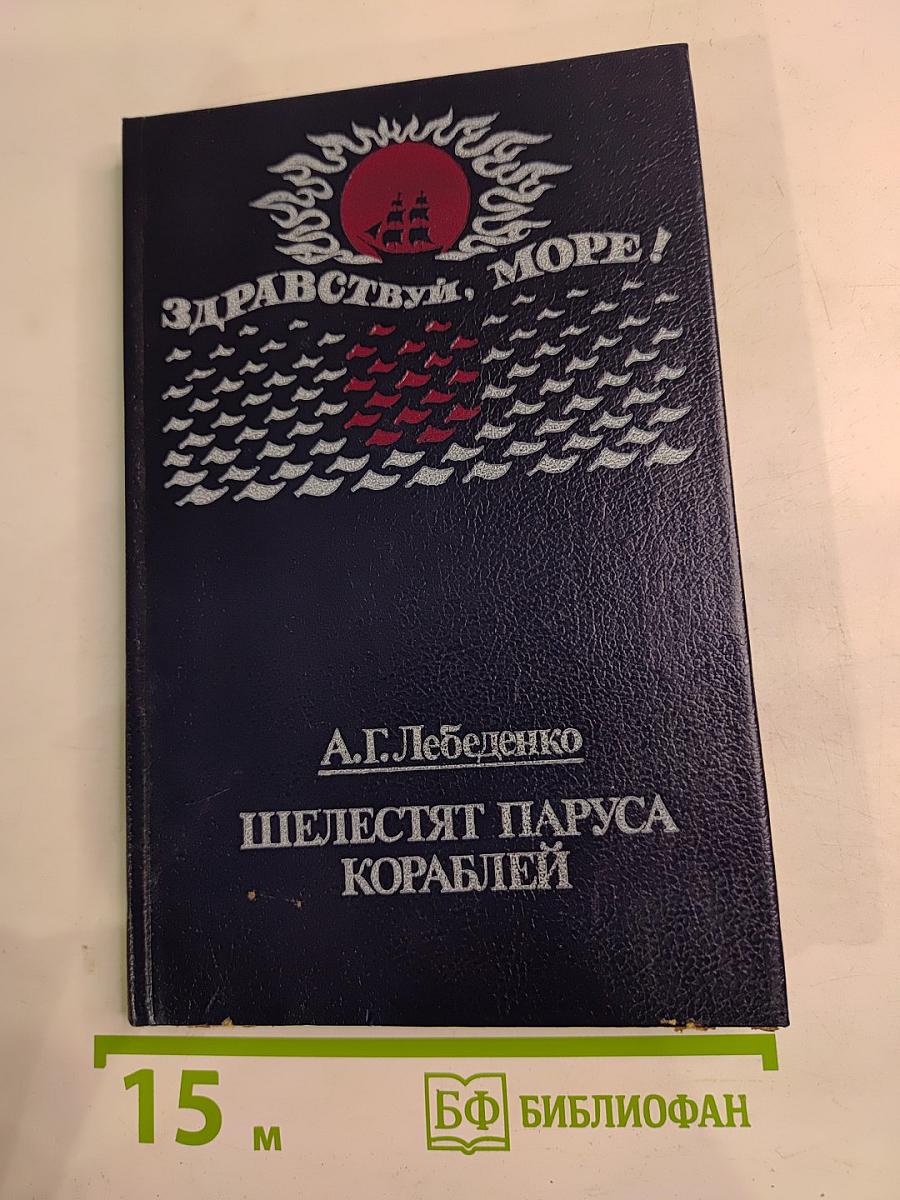 ЗДРАВСТВУЙ, МОРЕ!
А.Г. Лебеденко
ШЕЛЕСТЯТ ПАРУСА
КОРАБЛЕЙ
15 м
БФ БИБЛИОФАН